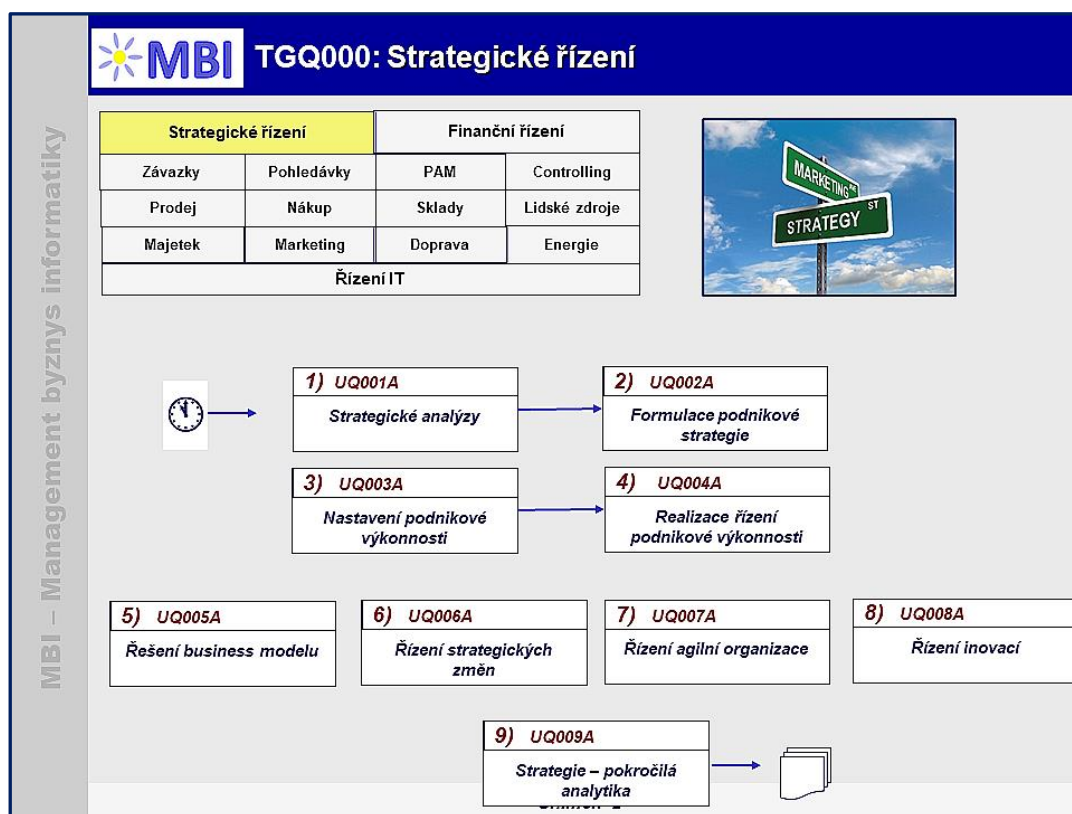 MBI
TGQ000: Strategické řízení
MBI – Management byznys informatiky
Strategické řízení
Finanční řízení
Závazky
Pohledávky
PAM
Controlling
Prodej
Nákup
Sklady
Lidské zdroje
Majetek
Marketing
Doprava
Energie
Řízení IT
MARKETING AVE
STRATEGY ST
1) UQ001A
Strategické analýzy
2) UQ002A
Formulace podnikové
strategie
3) UQ003A
Nastavení podnikové
výkonnosti
4) UQ004A
Realizace řízení
podnikové výkonnosti
5) UQ005A
Řešení business modelu
6) UQ006A
Řízení strategických
změn
7) UQ007A
Řízení agilní organizace
8) UQ008A
Řízení inovací
9) UQ009A
Strategie – pokročilá
analytika